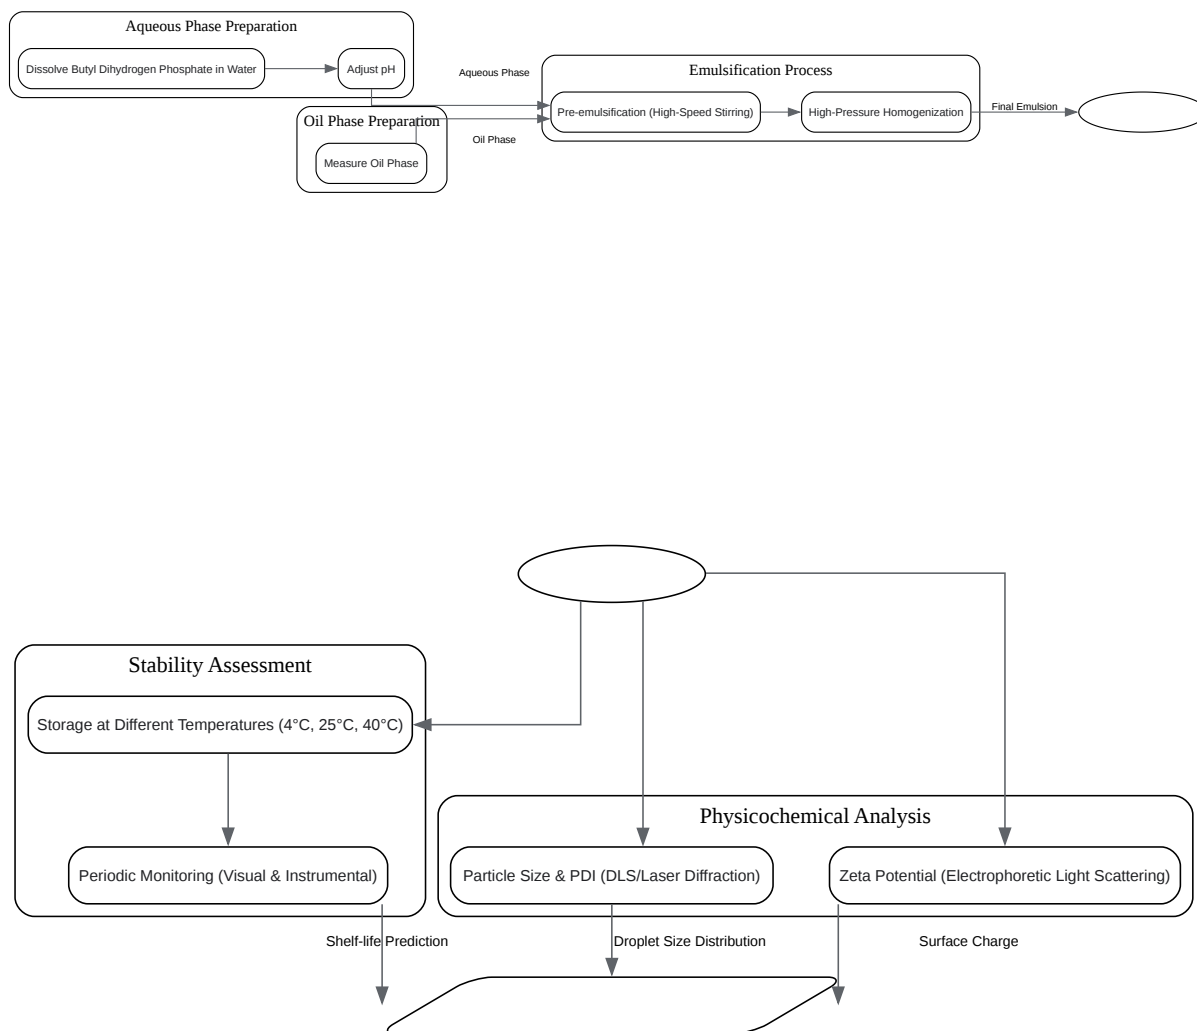 Aqueous Phase Preparation
Dissolve Butyl Dihydrogen Phosphate in Water
Adjust pH
Aqueous Phase
Oil Phase Preparation
Measure Oil Phase
Oil Phase
Emulsification Process
Pre-emulsification (High-Speed Stirring)
High-Pressure Homogenization
Final Emulsion
Stability Assessment
Storage at Different Temperatures (4°C, 25°C, 40°C)
Periodic Monitoring (Visual & Instrumental)
Physicochemical Analysis
Particle Size & PDI (DLS/Laser Diffraction)
Zeta Potential (Electrophoretic Light Scattering)
Shelf-life Prediction
Droplet Size Distribution
Surface Charge